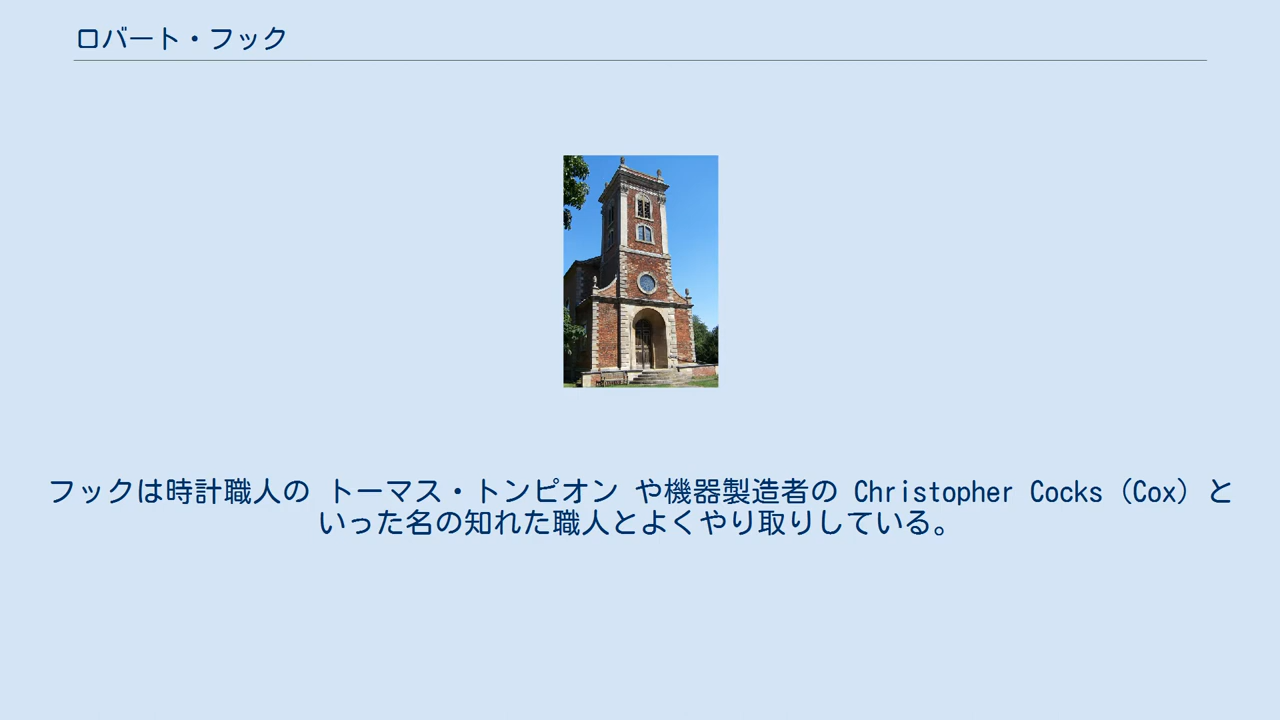 ロバート・フック
フックは時計職人の トーマス・トンピオン や機器製造者の Christopher Cocks (Cox) と
いった名の知れた職人とよくやり取りしている。